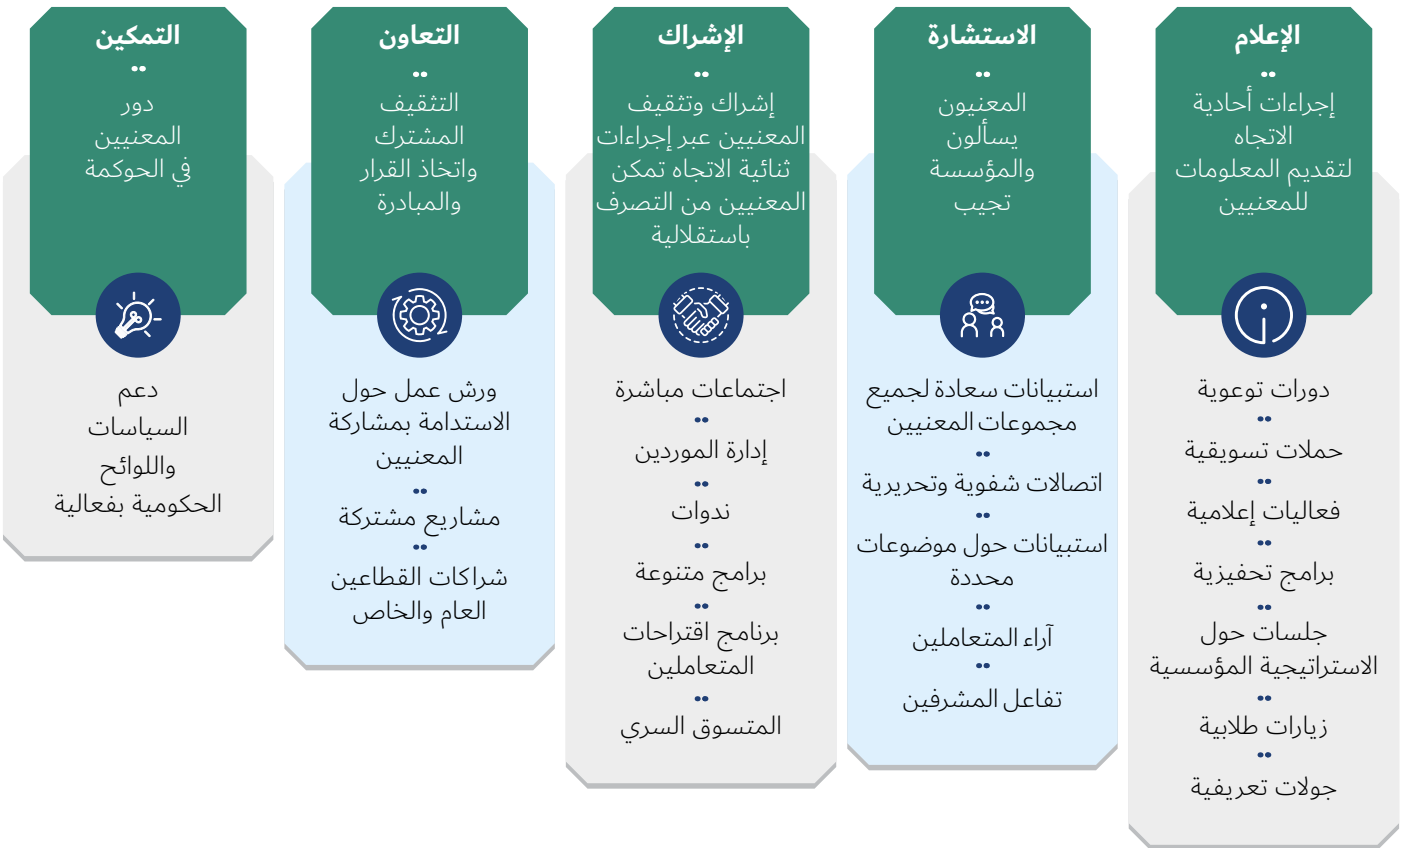 الإعلام
إجراءات أحادية
الاتجاه
لتقديم المعلومات
للمعنيين
دورات توعوية
حملات تسويقية
فعاليات إعلامية
برامج تحفيزية
جلسات حول
الاستراتيجية المؤسسية
زيارات طلابية
جولات تعريفية
الاستشارة
المعنيون
يسألون
والمؤسسة
تجيب
استبيانات سعادة لجميع
مجموعات المعنيين
اتصالات شفوية وتحريرية
استبيانات حول موضوعات
محددة
آراء المتعاملين
تفاعل المشرفين
الإشراك
إشراك وتثقيف
المعنيين عبر إجراءات
ثنائية الاتجاه تمكن
المعنيين من التصرف
باستقلالية
اجتماعات مباشرة
إدارة الموردين
ندوات
برامج متنوعة
برنامج اقتراحات
المتعاملين
المتسوق السري
التعاون
التثقيف
المشترك
واتخاذ القرار
والمبادرة
ورش عمل حول
الاستدامة بمشاركة
المعنيين
مشاريع مشتركة
شراكات القطاعين
العام والخاص
التمكين
دور
المعنيين
في الحوكمة
دعم
السياسات
واللوائح
الحكومية بفعالية